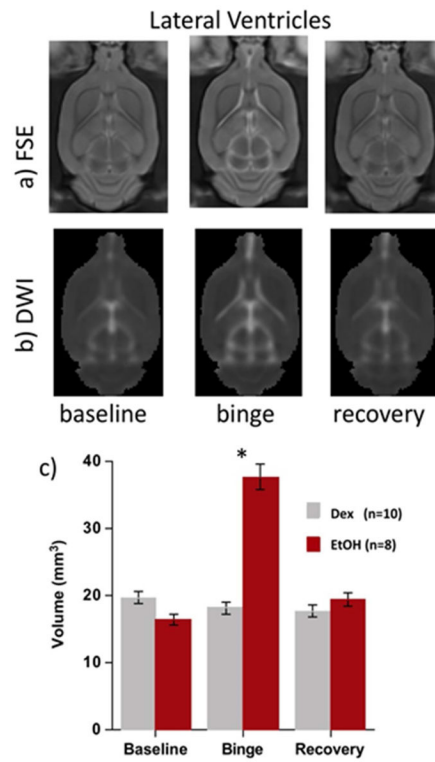 Lateral Ventricles
a) FSE
b) DWI
baseline binge recovery
c)
40
*
Dex (n=10)
EtOH (n=8)
30
20
10
0
Volume (mm³)
Baseline Binge Recovery